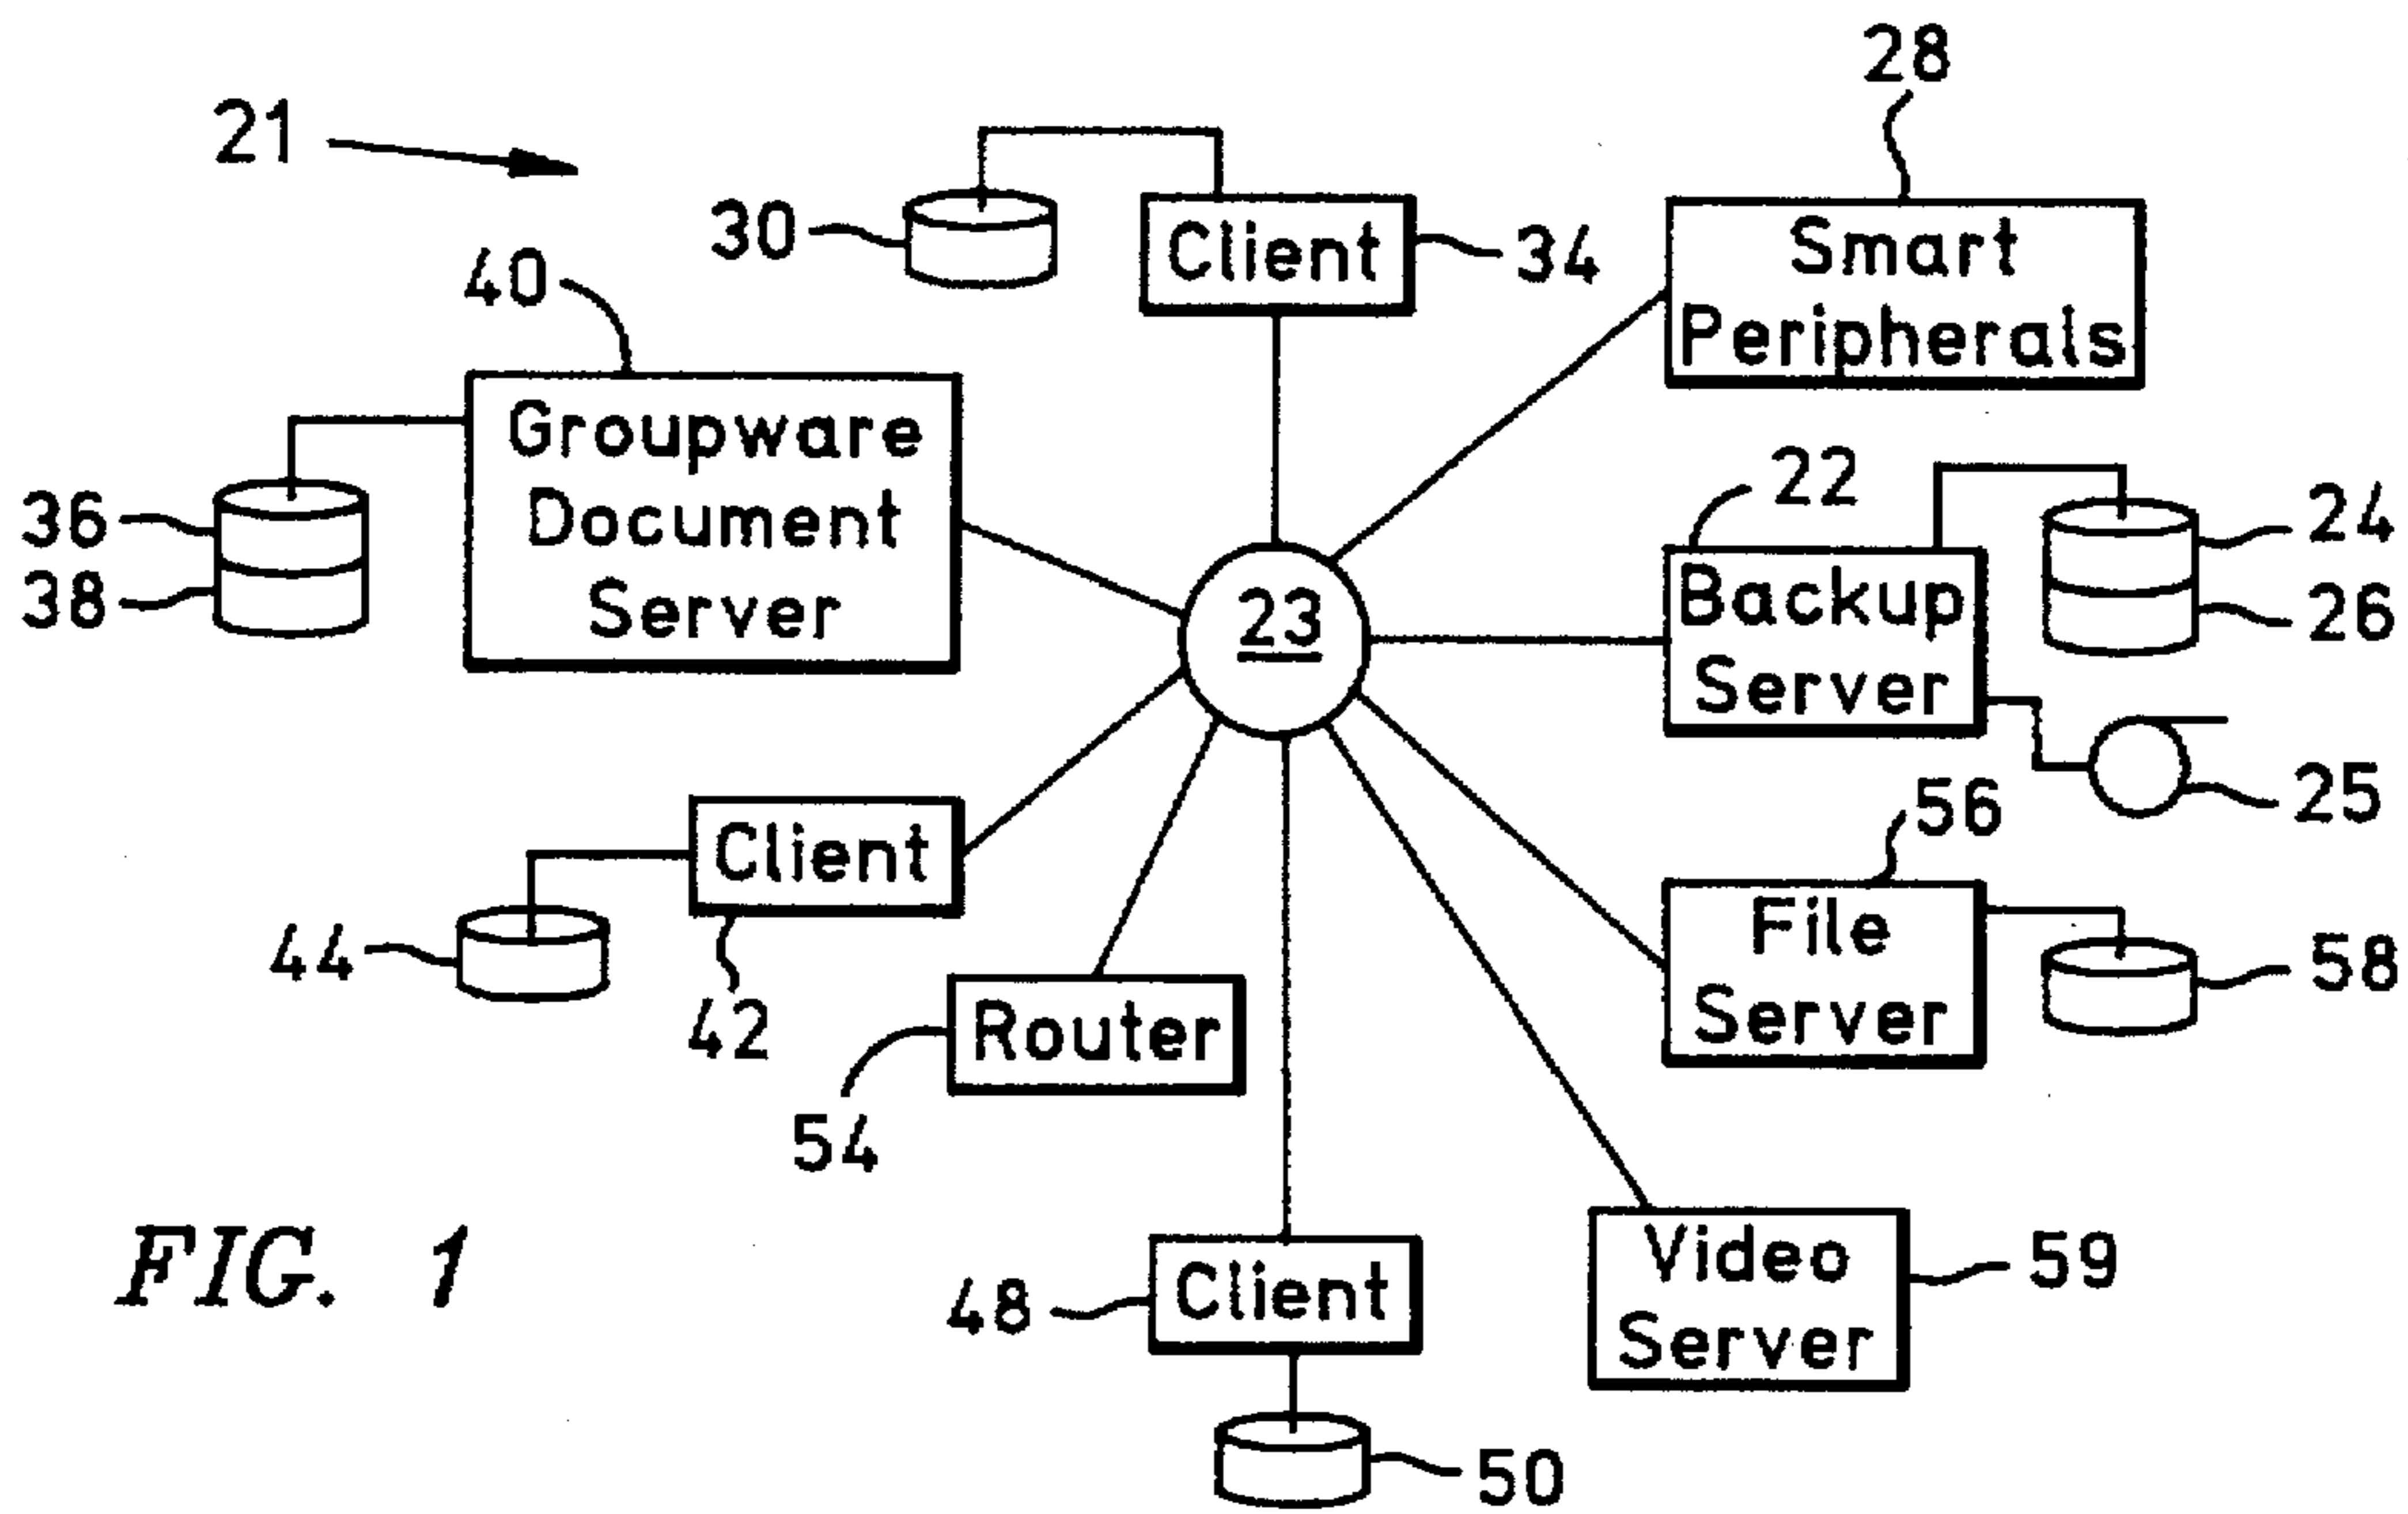 28
21
30
Client
34
Smart
Peripherals
40
Groupware
Document
Server
36
38
22
24
26
Backup
Server
23
25
56
Client
44
42
File
Server
58
Router
54
FIG. 1
Video
Server
59
48
Client
50